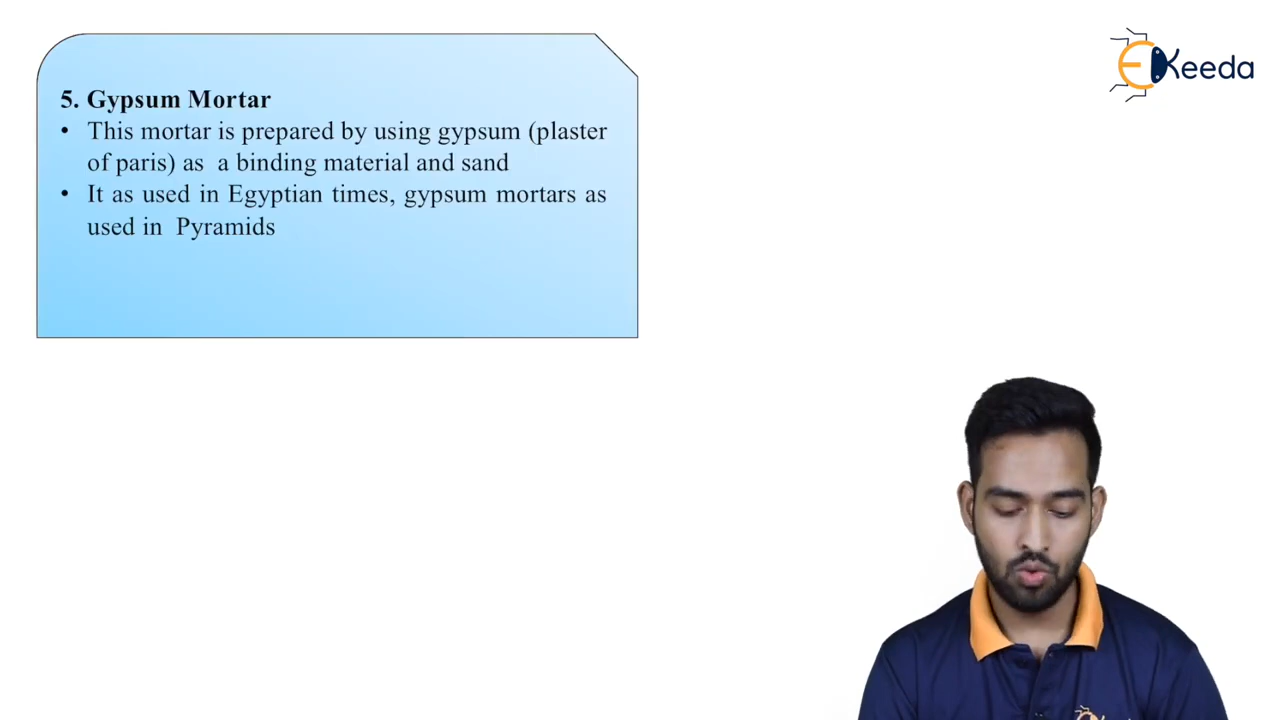 EKeeda
5. Gypsum Mortar
• This mortar is prepared by using gypsum (plaster
of paris) as a binding material and sand
• It as used in Egyptian times, gypsum mortars as
used in Pyramids